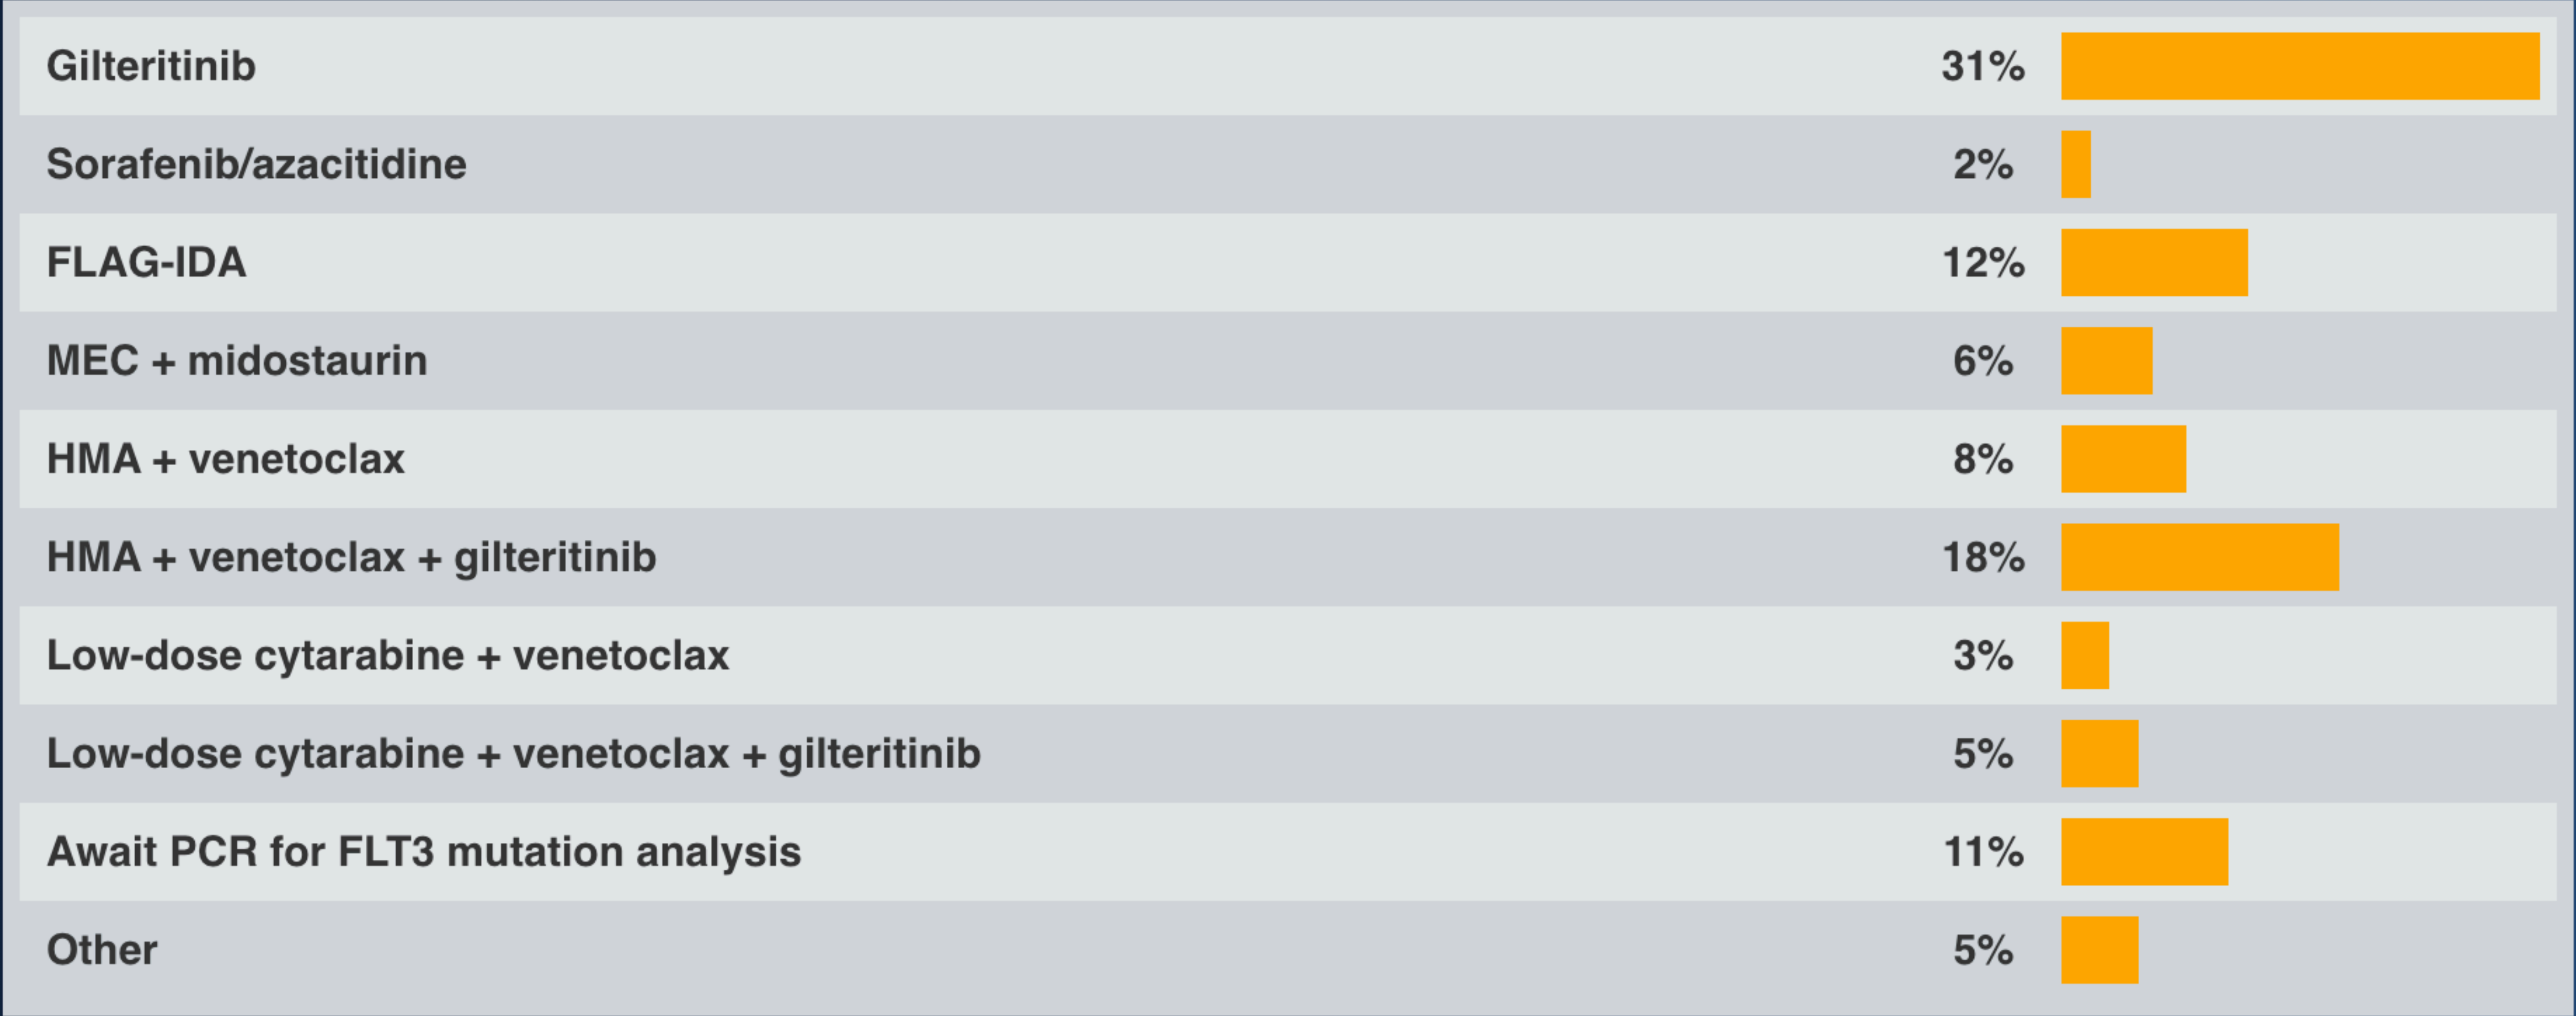 Gilteritinib 31%
Sorafenib/azacitidine 2%
FLAG-IDA 12%
MEC + midostaurin 6%
HMA + venetoclax 8%
HMA + venetoclax + gilteritinib 18%
Low-dose cytarabine + venetoclax 3%
Low-dose cytarabine + venetoclax + gilteritinib 5%
Await PCR for FLT3 mutation analysis 11%
Other 5%